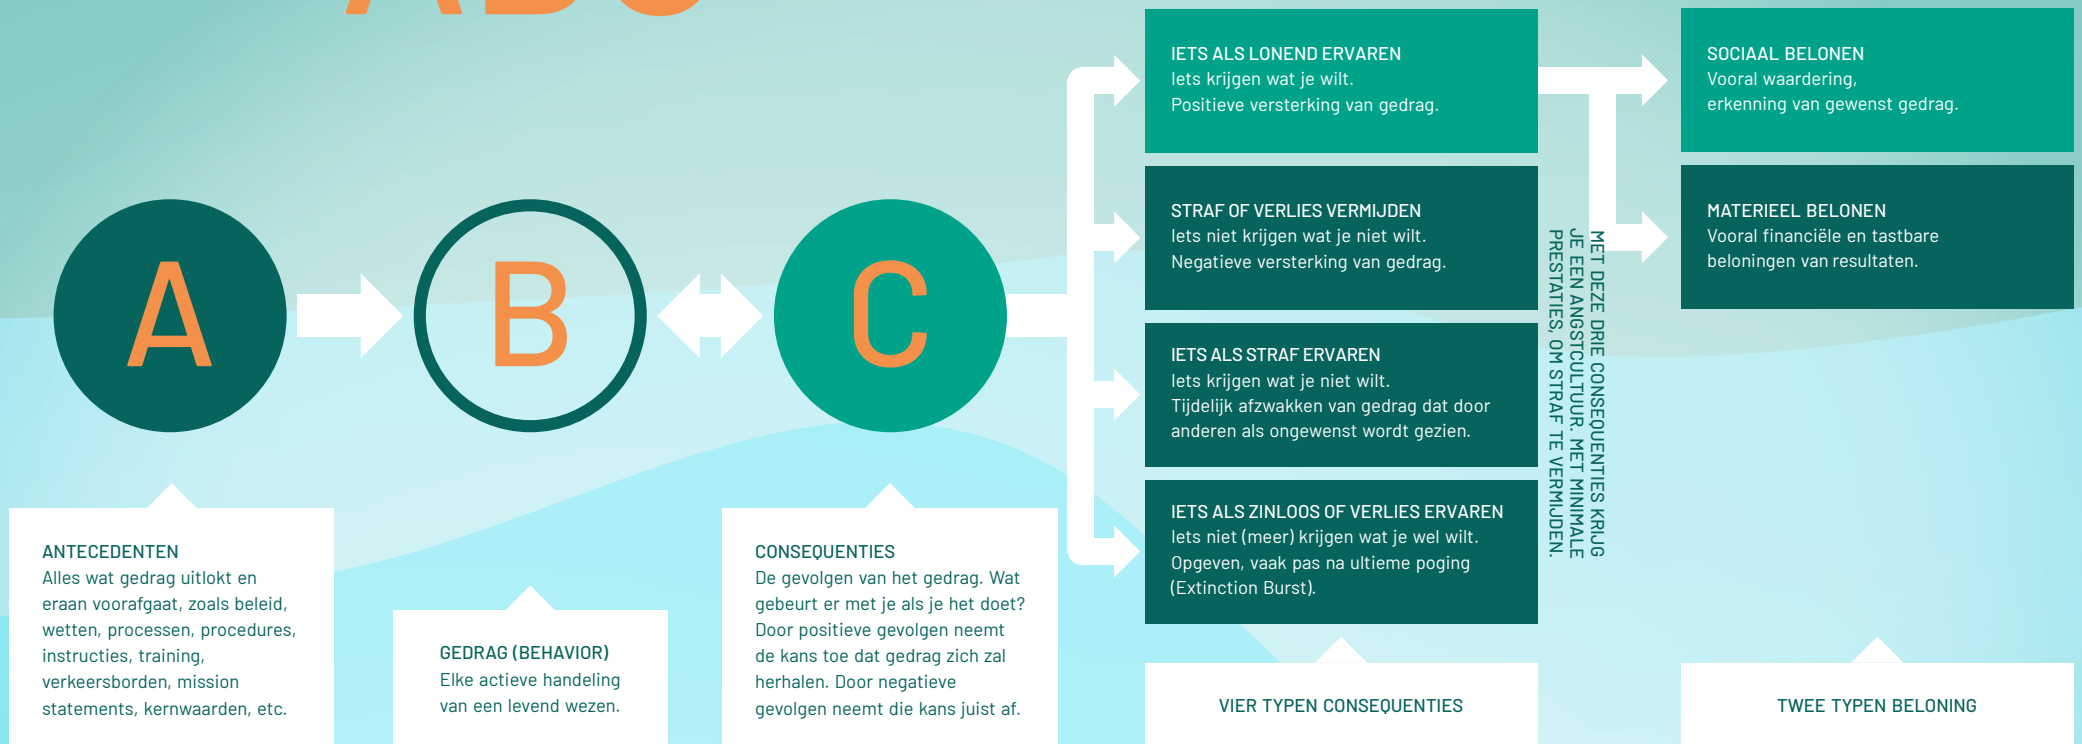 A
B
C
ANTECEDENTEN
Alles wat gedrag uitlokt en
eraan voorafgaat, zoals beleid,
wetten, processen, procedures,
instructies, training,
verkeersborden, mission
statements, kernwaarden, etc.
GEDRAG (BEHAVIOR)
Elke actieve handeling
van een levend wezen.
CONSEQUENTIES
De gevolgen van het gedrag. Wat
gebeurt er met je als je het doet?
Door positieve gevolgen neemt
de kans toe dat gedrag zich zal
herhalen. Door negatieve
gevolgen neemt die kans juist af.
IETS ALS LONEND ERVAREN
Iets krijgen wat je wilt.
Positieve versterking van gedrag.
STRAF OF VERLIES VERMIJDEN
Iets niet krijgen wat je niet wilt.
Negatieve versterking van gedrag.
IETS ALS STRAF ERVAREN
Iets krijgen wat je niet wilt.
Tijdelijk afzwakken van gedrag dat door
anderen als ongewenst wordt gezien.
IETS ALS ZINLOOS OF VERLIES ERVAREN
Iets niet (meer) krijgen wat je wel wilt.
Opgeven, vaak pas na ultieme poging
(Extinction Burst).
VIER TYPEN CONSEQUENTIES
MET DEZE DRIE CONSEQUENTIES KRIJG
JE EEN ANGSTCULTUUR. MET MINIMALE
PRESTATIES, OM STRAF TE VERMIJDEN.
SOCIAAL BELONEN
Vooral waardering,
erkenning van gewenst gedrag.
MATERIEEL BELONEN
Vooral financiële en tastbare
beloningen van resultaten.
TWEE TYPEN BELONING